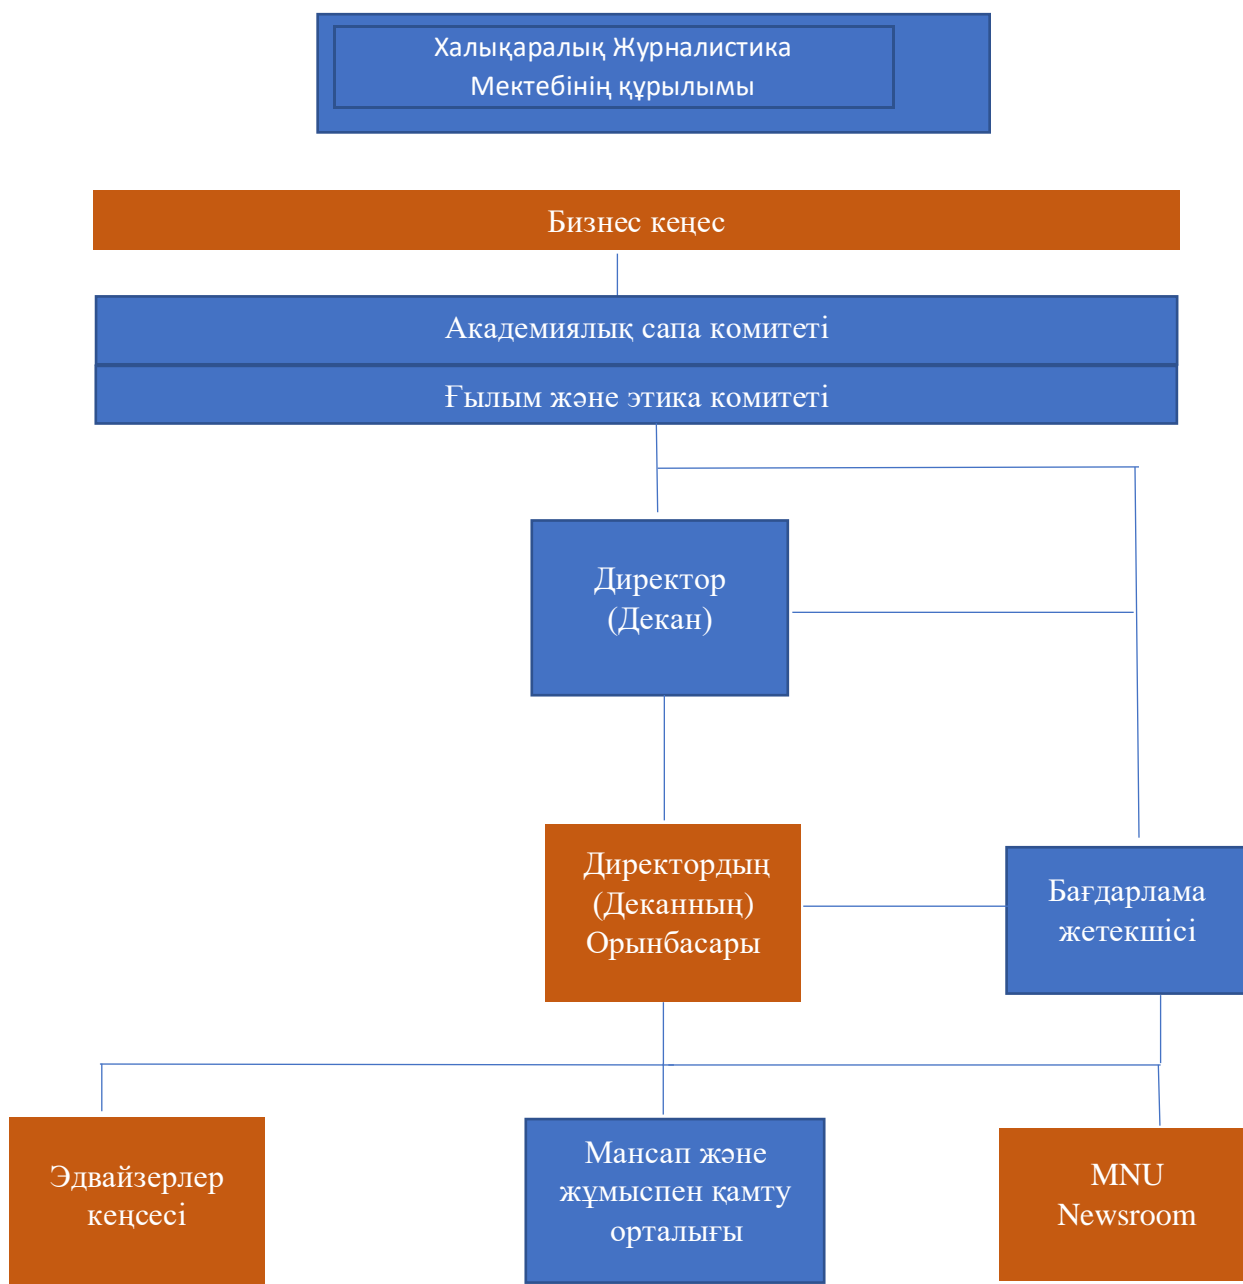 Халықаралық Журналистика
Мектебінің құрылымы
Бизнес кеңес
Академиялық сапа комитеті
Ғылым және этика комитеті
Директор
(Декан)
Директордың
(Деканның)
Орынбасары
Бағдарлама
жетекшісі
Эдвайзерлер
кеңсесі
Мансап және
жұмыспен қамту
орталығы
MNU
Newsroom